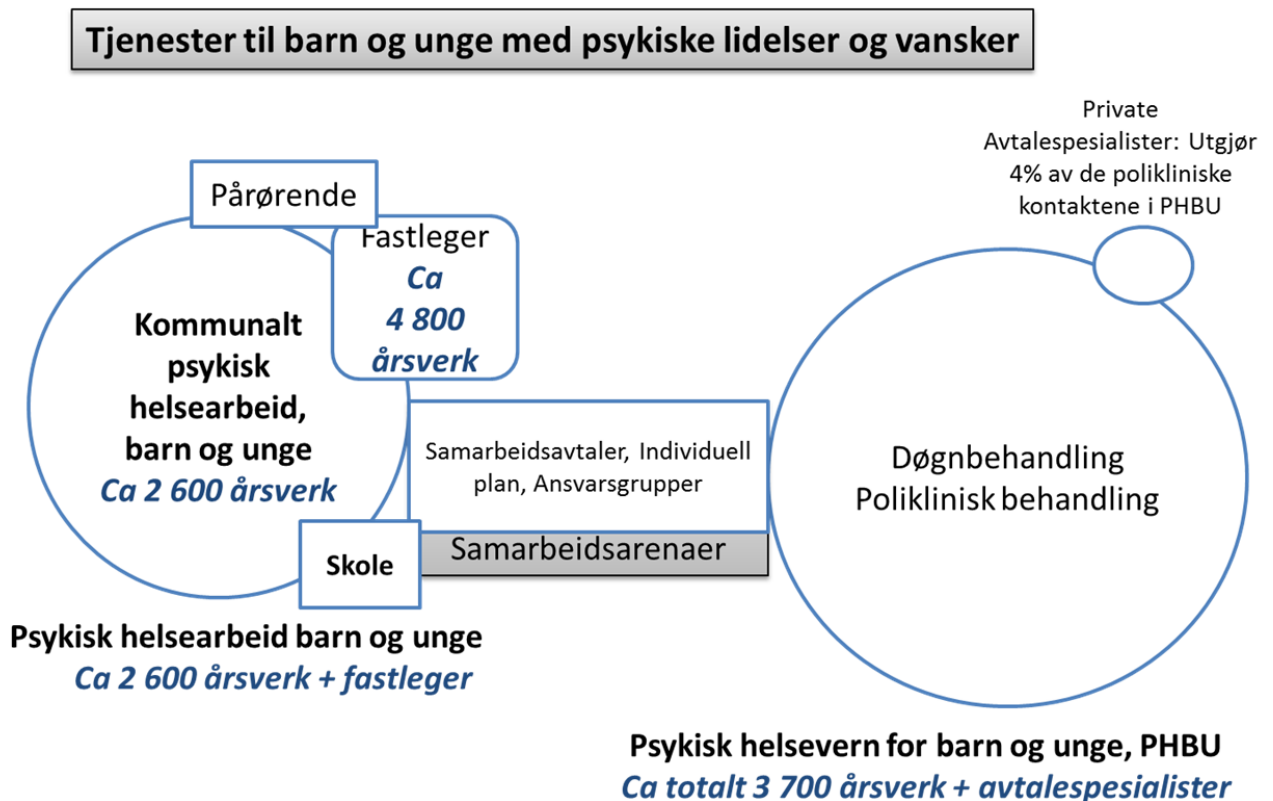 Tjenester til barn og unge med psykiske lidelser og vansker
Private
Avtalespesialister: Utgjør
4% av de polikliniske
kontaktene i PHBU
Pårørende
Fastleger
Ca
4 800
årsverk
Kommunalt
psykisk
helsearbeid,
barn og unge
Ca 2 600 årsverk
Samarbeidsavtaler, Individuell
plan, Ansvarsgrupper
Samarbeidsarenaer
Skole
Døgnbehandling
Poliklinisk behandling
Psykisk helsearbeid barn og unge
Ca 2 600 årsverk + fastleger
Psykisk helsevern for barn og unge, PHBU
Ca totalt 3 700 årsverk + avtalespesialister